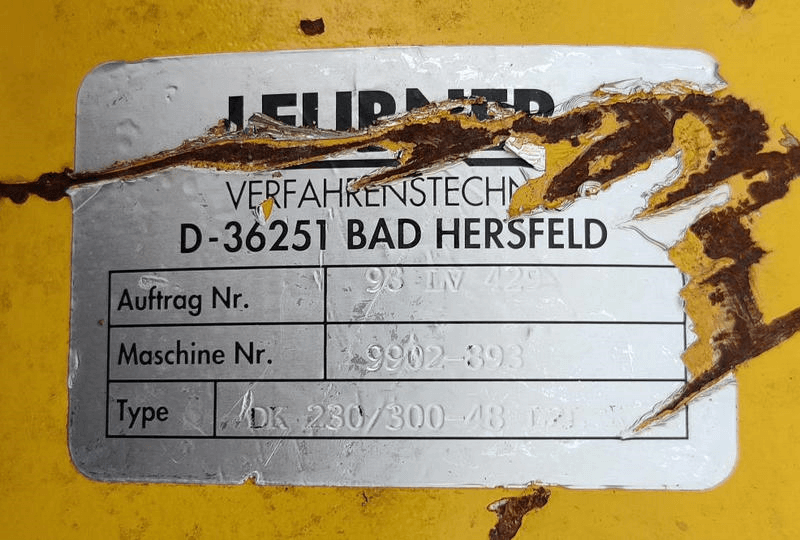 VERFAHRENSTECHN
D-36251 BAD HERSFELD
Auftrag Nr. 98 LV 429
Maschine Nr. 9902-393
Type DK 230/300-48